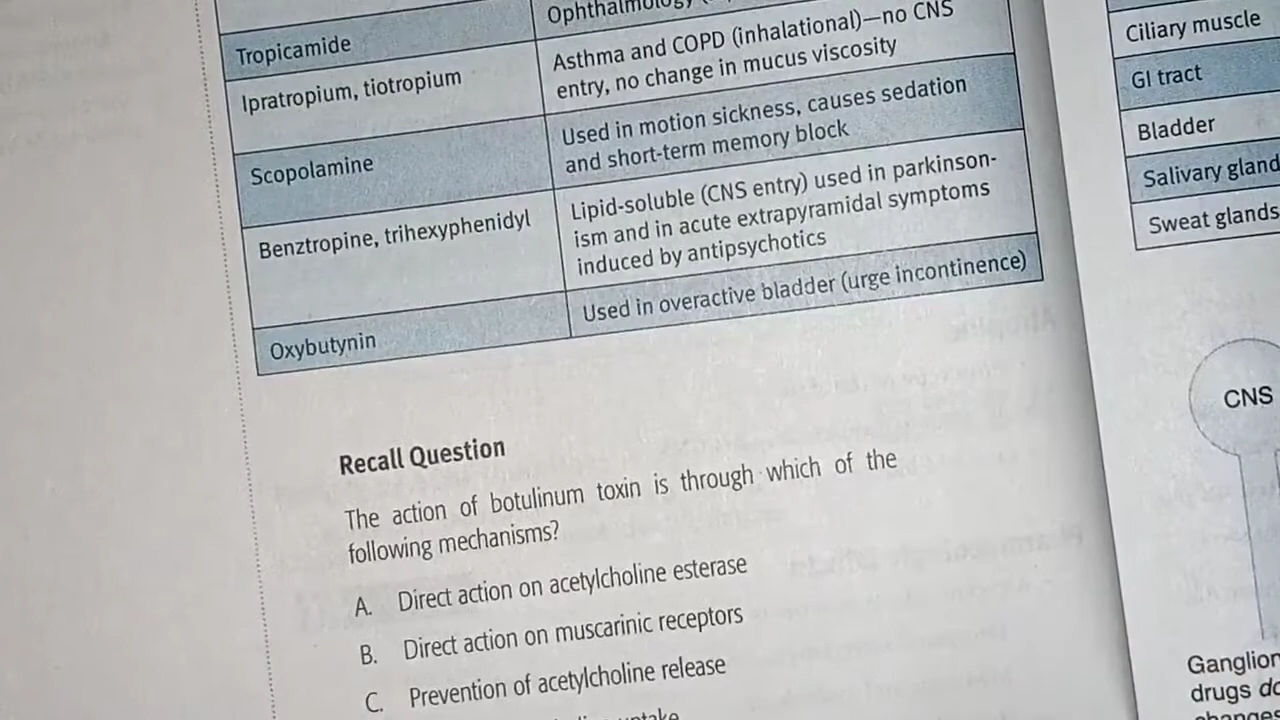 Ophthalmology
Tropicamide
Ipratropium, tiotropium
Asthma and COPD (inhalational)—no CNS
entry, no change in mucus viscosity
Scopolamine
Used in motion sickness, causes sedation
and short-term memory block
Benztropine, trihexyphenidyl
Lipid-soluble (CNS entry) used in parkinson-
ism and in acute extrapyramidal symptoms
induced by antipsychotics
Oxybutynin
Used in overactive bladder (urge incontinence)
Recall Question
The action of botulinum toxin is through which of the
following mechanisms?
A. Direct action on acetylcholine esterase
B. Direct action on muscarinic receptors
C. Prevention of acetylcholine release
Ciliary muscle
GI tract
Bladder
Salivary gland
Sweat glands
CNS
Ganglion
drugs do